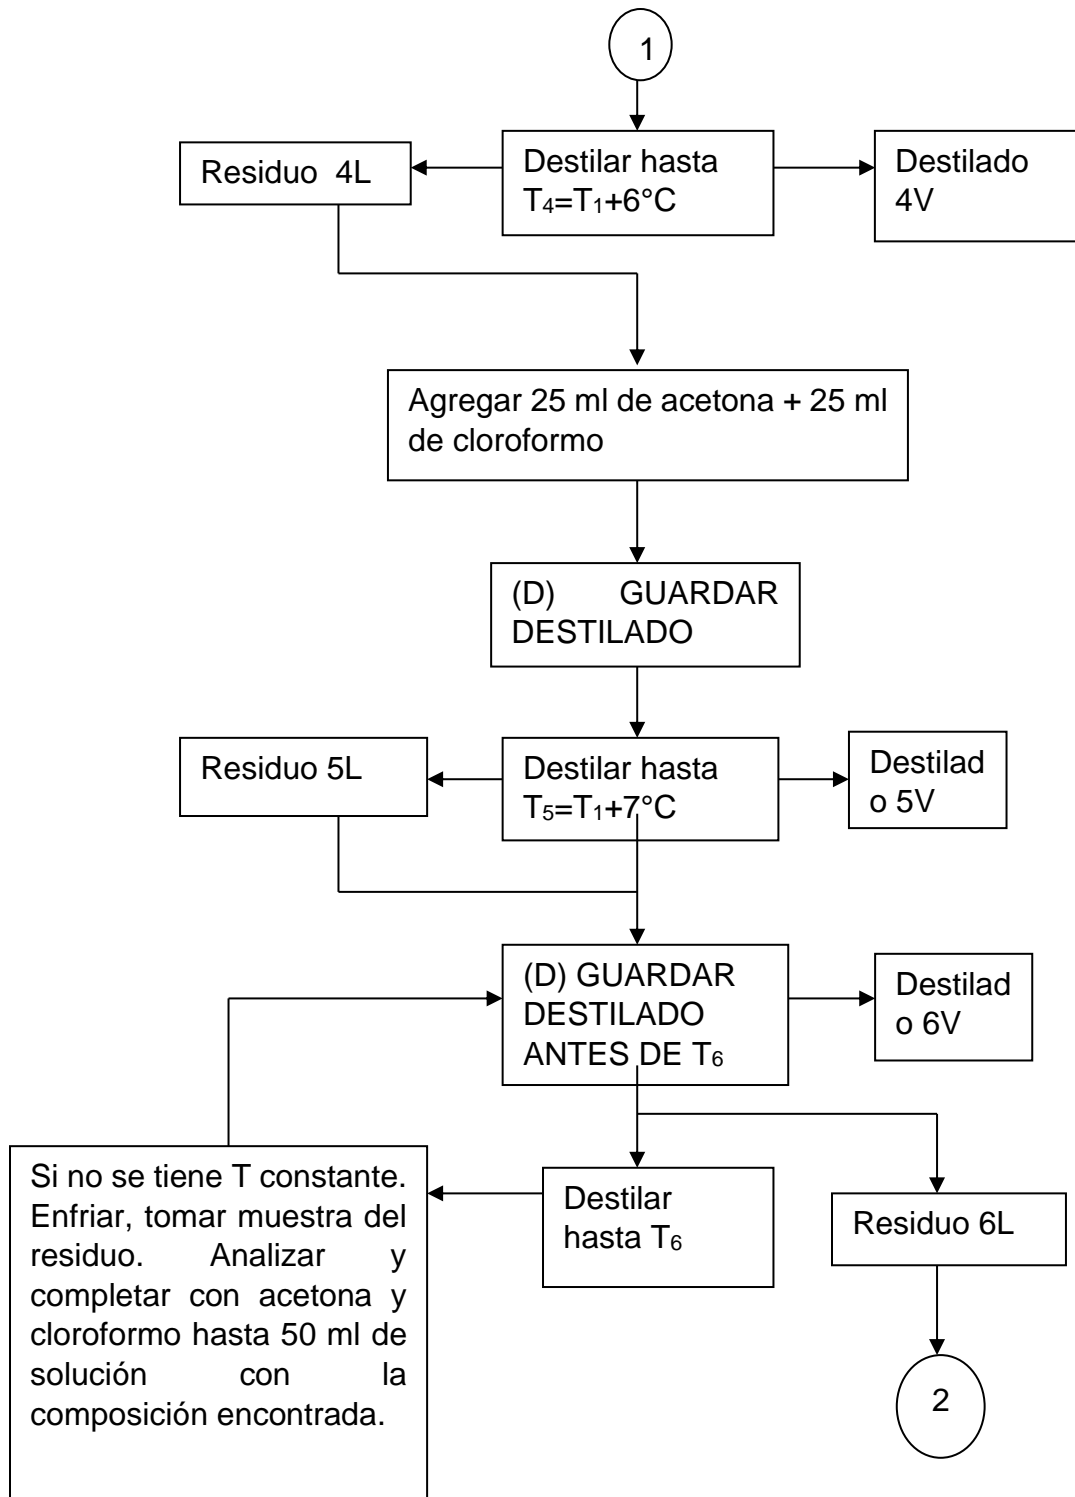 1
Residuo 4L
Destilar hasta
T₄=T₁+6°C
Destilado
4V
Agregar 25 ml de acetona + 25 ml
de cloroformo
(D) GUARDAR
DESTILADO
Residuo 5L
Destilar hasta
T₅=T₁+7°C
Destilad
o 5V
(D) GUARDAR
DESTILADO
ANTES DE T₆
Destilad
o 6V
Si no se tiene T constante.
Enfriar, tomar muestra del
residuo. Analizar y
completar con acetona y
cloroformo hasta 50 ml de
solución con la
composición encontrada.
Destilar
hasta T₆
Residuo 6L
2